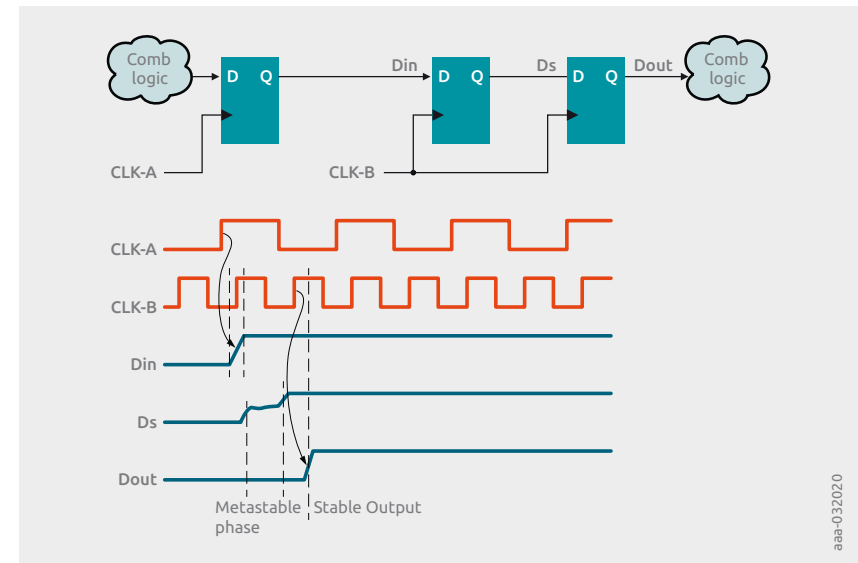 Comb
logic
D Q
Din
D Q
Ds
D Q
Dout
Comb
logic
CLK-A
CLK-B
CLK-A
CLK-B
Din
Ds
Dout
Metastable
phase
Stable Output
aaa-032020